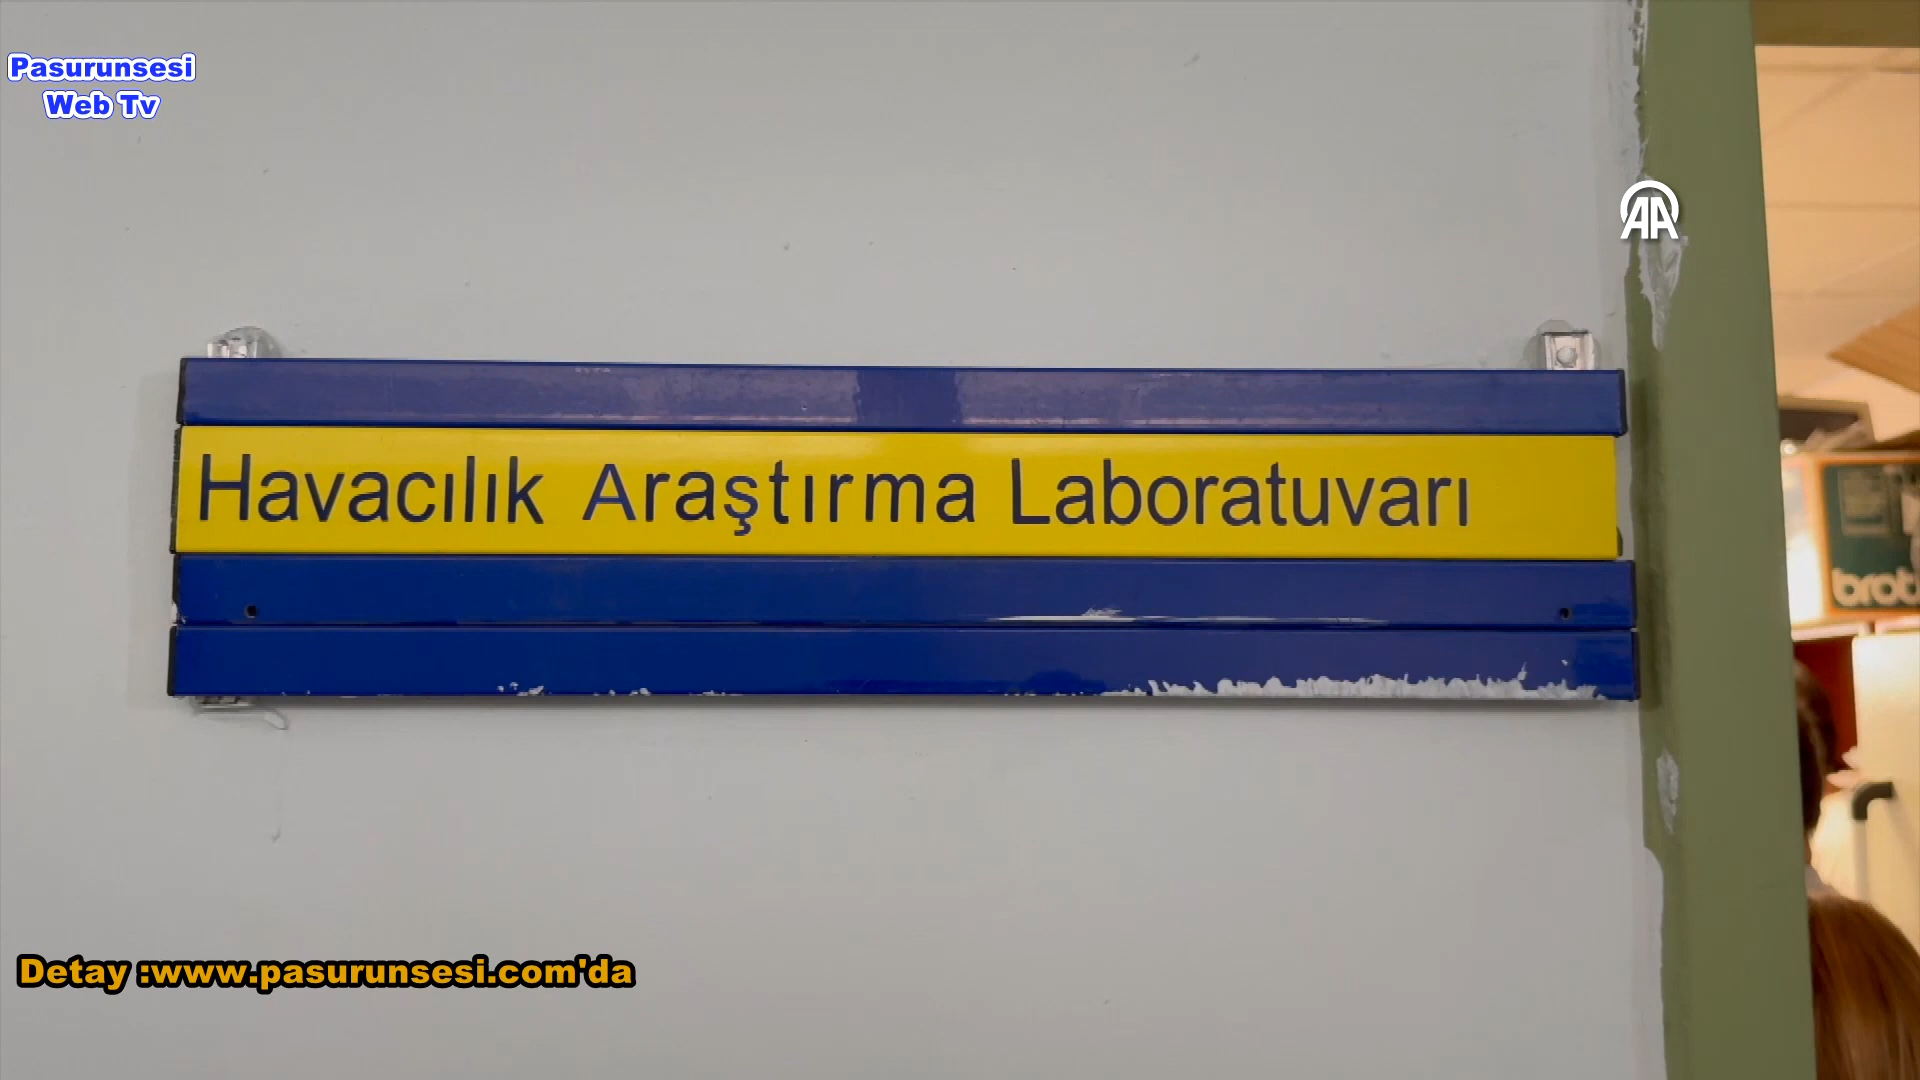 Pasurunsesi
Web Tv
AA
Havacılık Araştırma Laboratuvarı
Detay :www.pasurunsesi.com'da